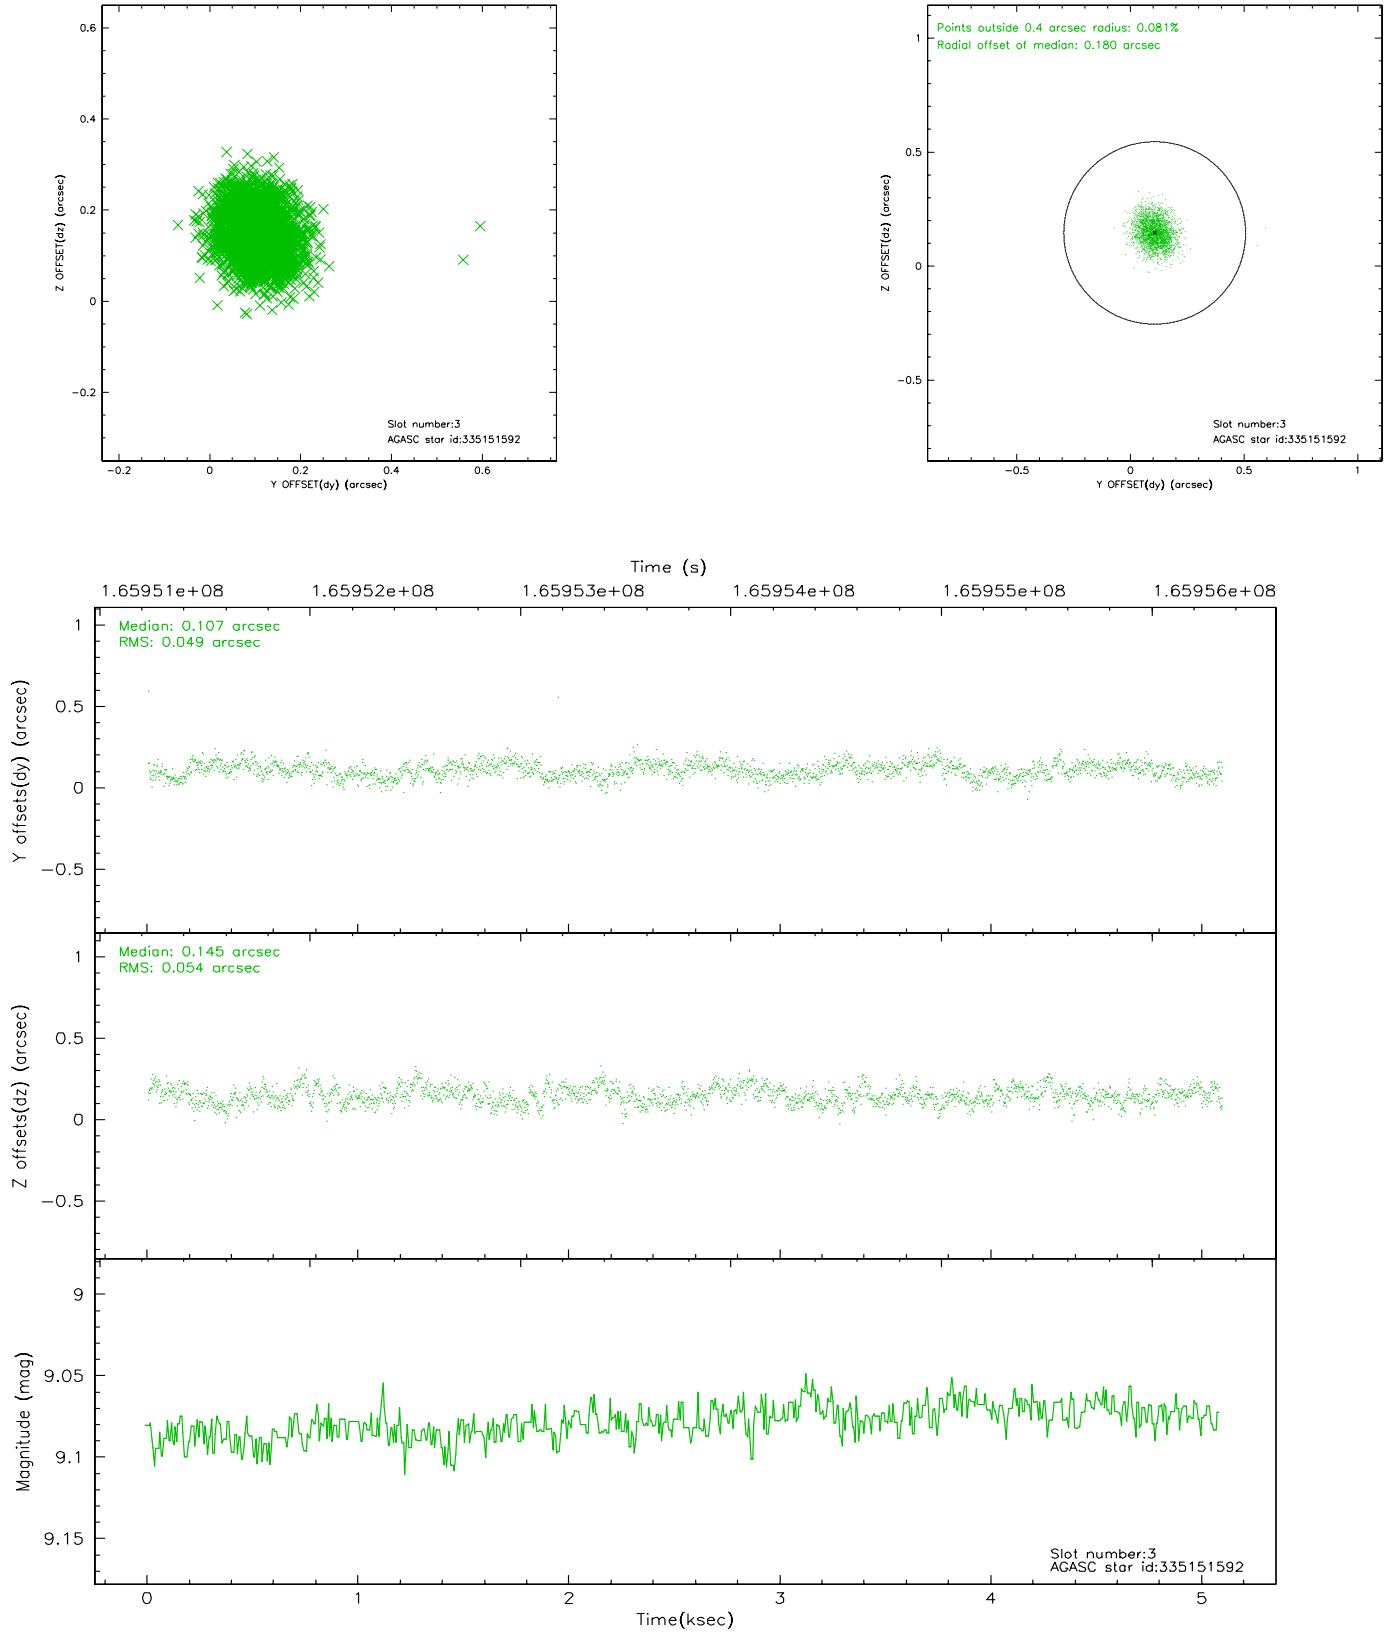 0.6
0.4
0.2
0
-0.2
Z OFFSET(dz) (arcsec)
-0.2 0 0.2 0.4 0.6
Y OFFSET(dy) (arcsec)
Slot number:3
AGASC star id:335151592
Points outside 0.4 arcsec radius: 0.081%
Radial offset of median: 0.180 arcsec
1
0.5
0
-0.5
Z OFFSET(dz) (arcsec)
-0.5 0 0.5 1
Y OFFSET(dy) (arcsec)
Slot number:3
AGASC star id:335151592
Time (s)
1.65951e+08 1.65952e+08 1.65953e+08 1.65954e+08 1.65955e+08 1.65956e+08
Median: 0.107 arcsec
RMS: 0.049 arcsec
1
0.5
0
-0.5
Y offsets(dy) (arcsec)
Median: 0.145 arcsec
RMS: 0.054 arcsec
1
0.5
0
-0.5
Z offsets(dz) (arcsec)
9
9.05
9.1
9.15
Magnitude (mag)
Slot number:3
AGASC star id:335151592
0 1 2 3 4 5
Time(ksec)